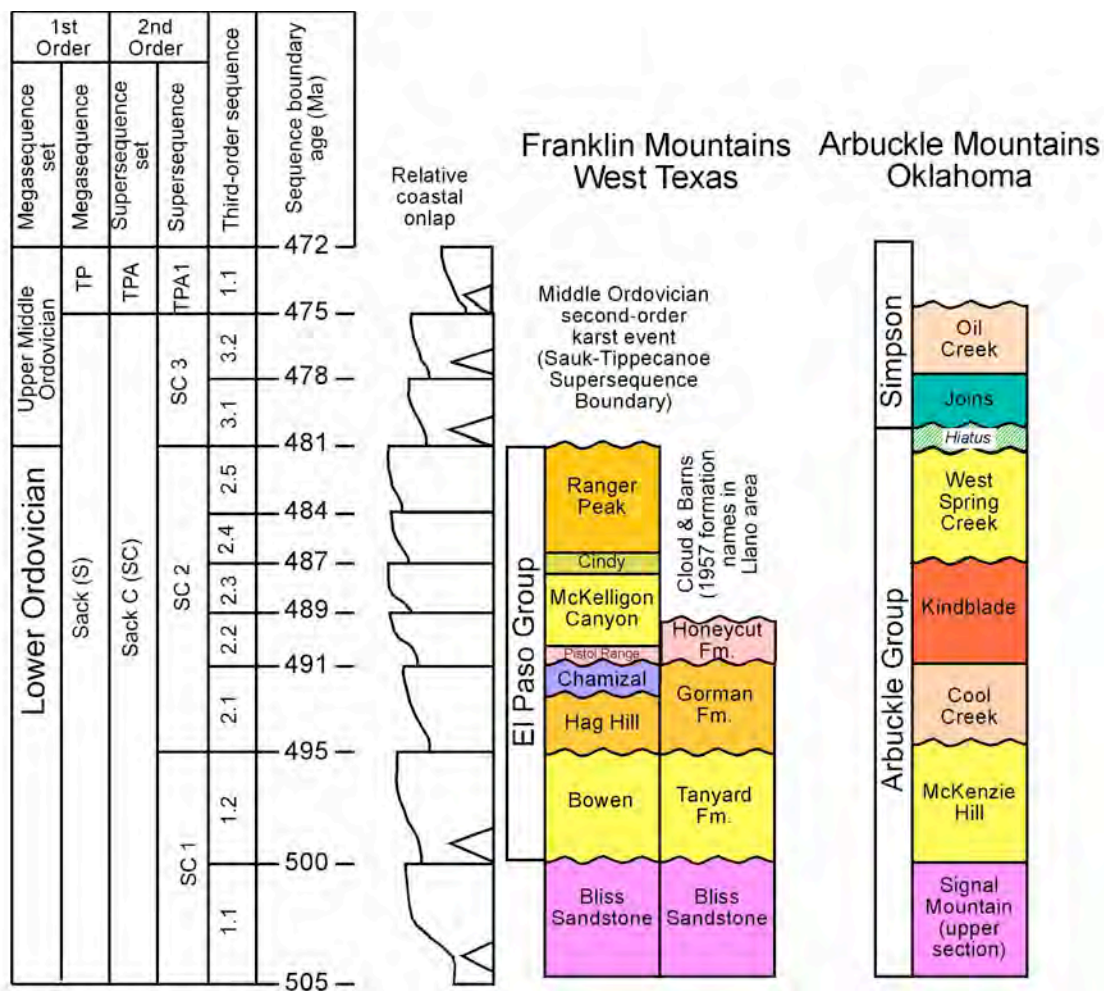 1st
Order
2nd
Order
Megasequence
set
Megasequence
Supersequence
set
Supersequence
Third-order sequence
Sequence boundary
age (Ma)
Relative
coastal
onlap
Franklin Mountains
West Texas
Arbuckle Mountains
Oklahoma
Upper Middle
Ordovician
Lower Ordovician
TP
Sack (S)
TPA
Sack C (SC)
TPA1
SC 3
SC 2
SC 1
1.1
3.2
3.1
2.5
2.4
2.3
2.2
2.1
1.2
1.1
472
475
478
481
484
487
489
491
495
500
505
Middle Ordovician
second-order
karst event
(Sauk-Tippecanoe
Supersequence
Boundary)
El Paso Group
Ranger
Peak
Cindy
McKelligon
Canyon
Pistol Range
Chamizal
Hag Hill
Bowen
Bliss
Sandstone
Cloud & Barns
(1957 formation
names in
Llano area
Honeycut
Fm.
Gorman
Fm.
Tanyard
Fm.
Bliss
Sandstone
Simpson
Arbuckle Group
Oil
Creek
Joins
Hiatus
West
Spring
Creek
Kindblade
Cool
Creek
McKenzie
Hill
Signal
Mountain
(upper
section)